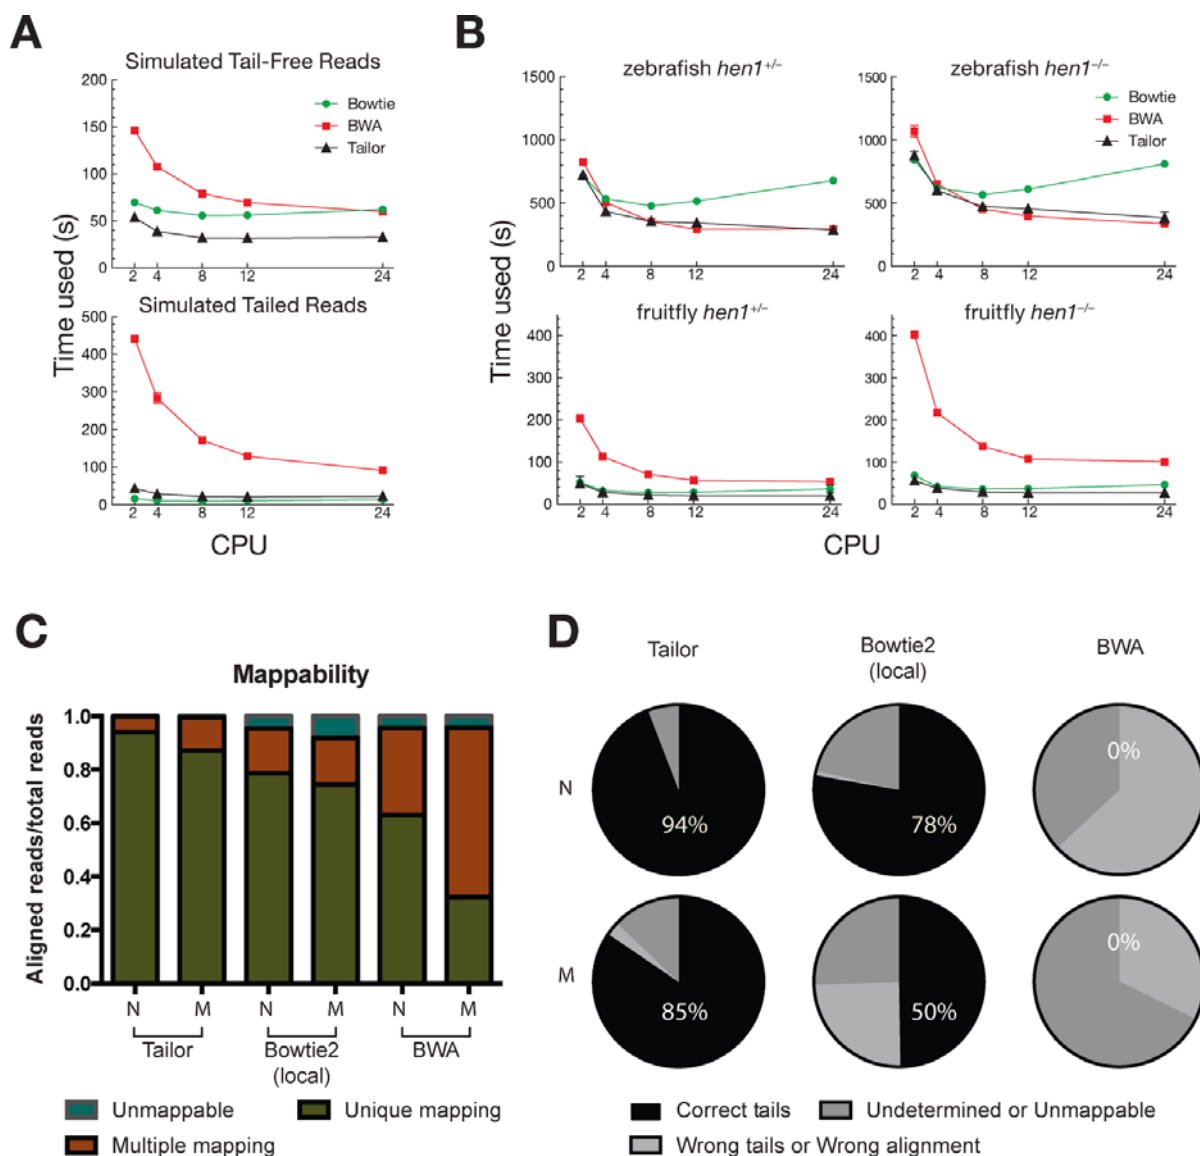 A
Simulated Tail-Free Reads
200
150
100
50
0
2 4 8 12 24
Bowtie
BWA
Tailor
Simulated Tailed Reads
500
400
300
200
100
0
2 4 8 12 24
Time used (s)
CPU
B
zebrafish hen1+/–
1500
1000
500
0
2 4 8 12 24
zebrafish hen1–/–
1500
1000
500
0
2 4 8 12 24
Bowtie
BWA
Tailor
fruitfly hen1+/–
400
300
200
100
0
2 4 8 12 24
fruitfly hen1–/–
400
300
200
100
0
2 4 8 12 24
Time used (s)
CPU
C
Mappability
Aligned reads/total reads
1.0
0.8
0.6
0.4
0.2
0.0
N M N M N M
Tailor Bowtie2 BWA
(local)
Unmappable Unique mapping
Multiple mapping
D
Tailor Bowtie2 BWA
(local)
N
94% 78% 0%
M
85% 50% 0%
Correct tails Undetermined or Unmappable
Wrong tails or Wrong alignment